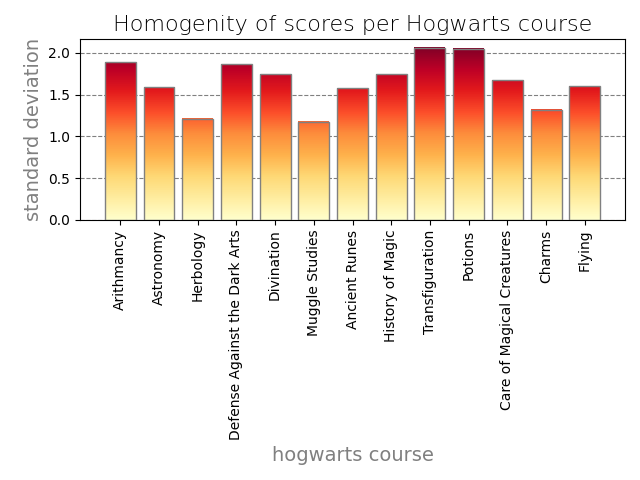 Homogenity of scores per Hogwarts course
standard deviation
2.0
1.5
1.0
0.5
0.0
Arithmancy
Astronomy
Herbology
Defense Against the Dark Arts
Divination
Muggle Studies
Ancient Runes
History of Magic
Transfiguration
Potions
Care of Magical Creatures
Charms
Flying
hogwarts course